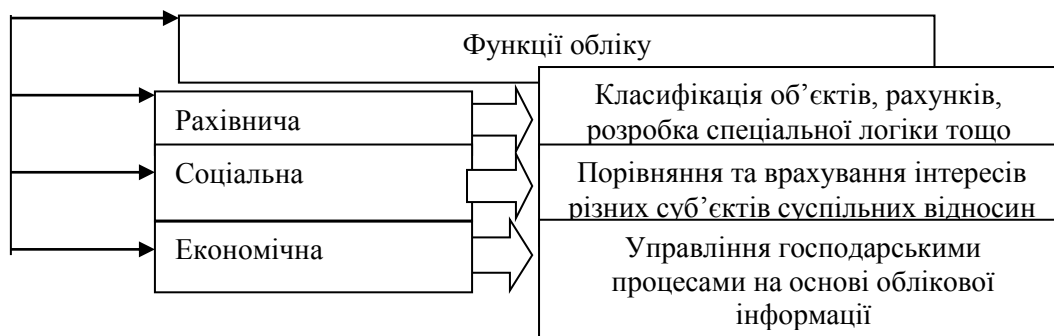 Функції обліку
Рахівнича
Класифікація об’єктів, рахунків,
розробка спеціальної логіки тощо
Соціальна
Порівняння та врахування інтересів
різних суб’єктів суспільних відносин
Економічна
Управління господарськими
процесами на основі облікової
інформації